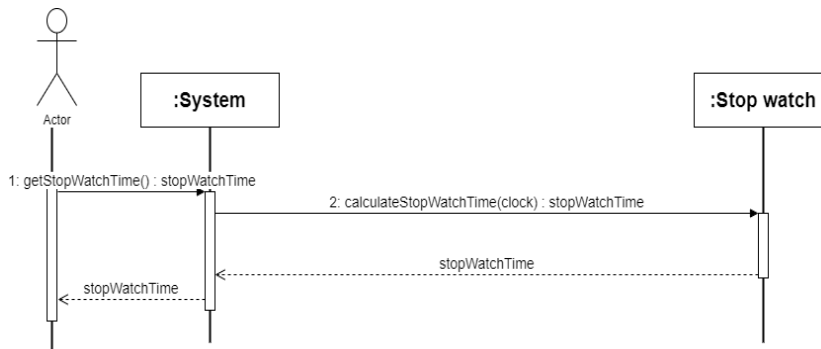 :System
:Stop watch
Actor
1: getStopWatchTime() : stopWatchTime
2: calculateStopWatchTime(clock) : stopWatchTime
stopWatchTime
stopWatchTime